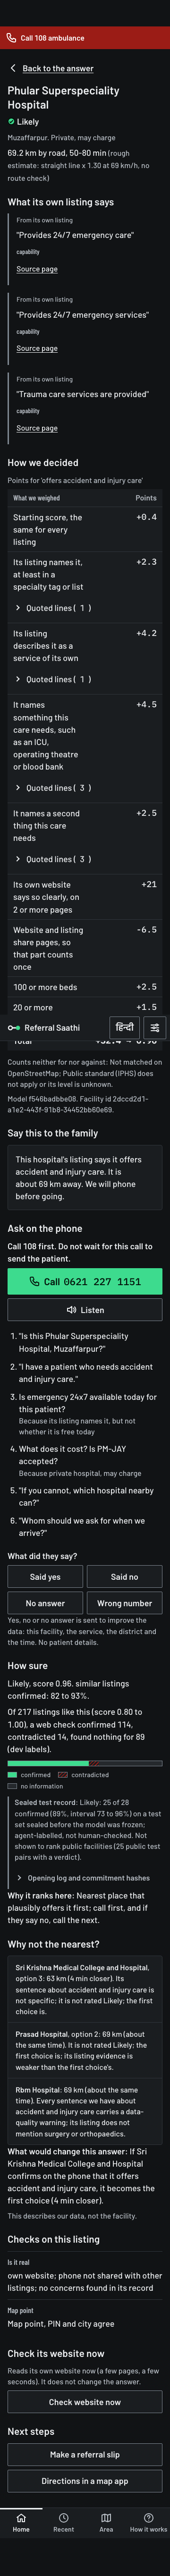 Call 108 ambulance
Back to the answer
Phular Superspeciality
Hospital
Likely
Muzaffarpur. Private, may charge
69.2 km by road, 50-80 min (rough
estimate: straight line x 1.30 at 69 km/h, no
route check)
What its own listing says
From its own listing
"Provides 24/7 emergency care"
capability
Source page
From its own listing
"Provides 24/7 emergency services"
capability
Source page
From its own listing
"Trauma care services are provided"
capability
Source page
How we decided
Points for 'offers accident and injury care'
What we weighed Points
Starting score, the +0.4
same for every
listing
Its listing names it, +2.3
at least in a
specialty tag or list
Quoted lines ( 1 )
Its listing +4.2
describes it as a
service of its own
Quoted lines ( 1 )
It names +4.5
something this
care needs, such
as an ICU,
operating theatre
or blood bank
Quoted lines ( 3 )
It names a second +2.5
thing this care
needs
Quoted lines ( 3 )
Its own website +21
says so clearly, on
2 or more pages
Website and listing -6.5
share pages, so
that part counts
once
100 or more beds +2.5
20 or more +1.5
Referral Saathi हिन्दी
Total
Counts neither for nor against: Not matched on
OpenStreetMap; Public standard (IPHS) does
not apply or its level is unknown.
Model f546badbbe08. Facility id 2dccd2d1-
a1e2-443f-91b8-34452bb60e69.
Say this to the family
This hospital's listing says it offers
accident and injury care. It is
about 69 km away. We will phone
before going.
Ask on the phone
Call 108 first. Do not wait for this call to
send the patient.
Call 0621 227 1151
Listen
1. "Is this Phular Superspeciality
Hospital, Muzaffarpur?"
2. "I have a patient who needs accident
and injury care."
3. Is emergency 24x7 available today for
this patient?
Because its listing names it, but not
whether it is free today
4. What does it cost? Is PM-JAY
accepted?
Because private hospital, may charge
5. "If you cannot, which hospital nearby
can?"
6. "Whom should we ask for when we
arrive?"
What did they say?
Said yes Said no
No answer Wrong number
Yes, no or no answer is sent to improve the
data: this facility, the service, the district and
the time. No patient details.
How sure
Likely, score 0.96. similar listings
confirmed: 82 to 93%.
Of 217 listings like this (score 0.80 to
1.00), a web check confirmed 114,
contradicted 14, found nothing for 89
(dev labels).
confirmed contradicted
no information
Sealed test record: Likely: 25 of 28
confirmed (89%, interval 73 to 96%) on a test
set sealed before the model was frozen;
agent-labelled, not human-checked. Not
shown to rank public facilities (25 public test
pairs with a verdict).
Opening log and commitment hashes
Why it ranks here: Nearest place that
plausibly offers it first; call first, and if
they say no, call the next.
Why not the nearest?
Sri Krishna Medical College and Hospital,
option 3: 63 km (4 min closer). Its
sentence about accident and injury care is
not specific; it is not rated Likely; the first
choice is.
Prasad Hospital, option 2: 69 km (about the
same time). It is not rated Likely; the first
choice is; its listing evidence is
weaker than the first choice's.
Rbm Hospital: 69 km (about the same
time). Every sentence we have about
accident and injury care carries a data-
quality warning; its listing does not
mention surgery or orthopaedics.
What would change this answer: If Sri
Krishna Medical College and Hospital
confirms on the phone that it offers
accident and injury care, it becomes the
first choice (4 min closer).
This describes our data, not the facility.
Checks on this listing
Is it real
own website; phone not shared with other
listings; no concerns found in its record
Map point
Map point, PIN and city agree
Check its website now
Reads its own website now (a few pages, a few
seconds). It does not change the answer.
Check website now
Next steps
Make a referral slip
Directions in a map app
Home Recent Area How it works